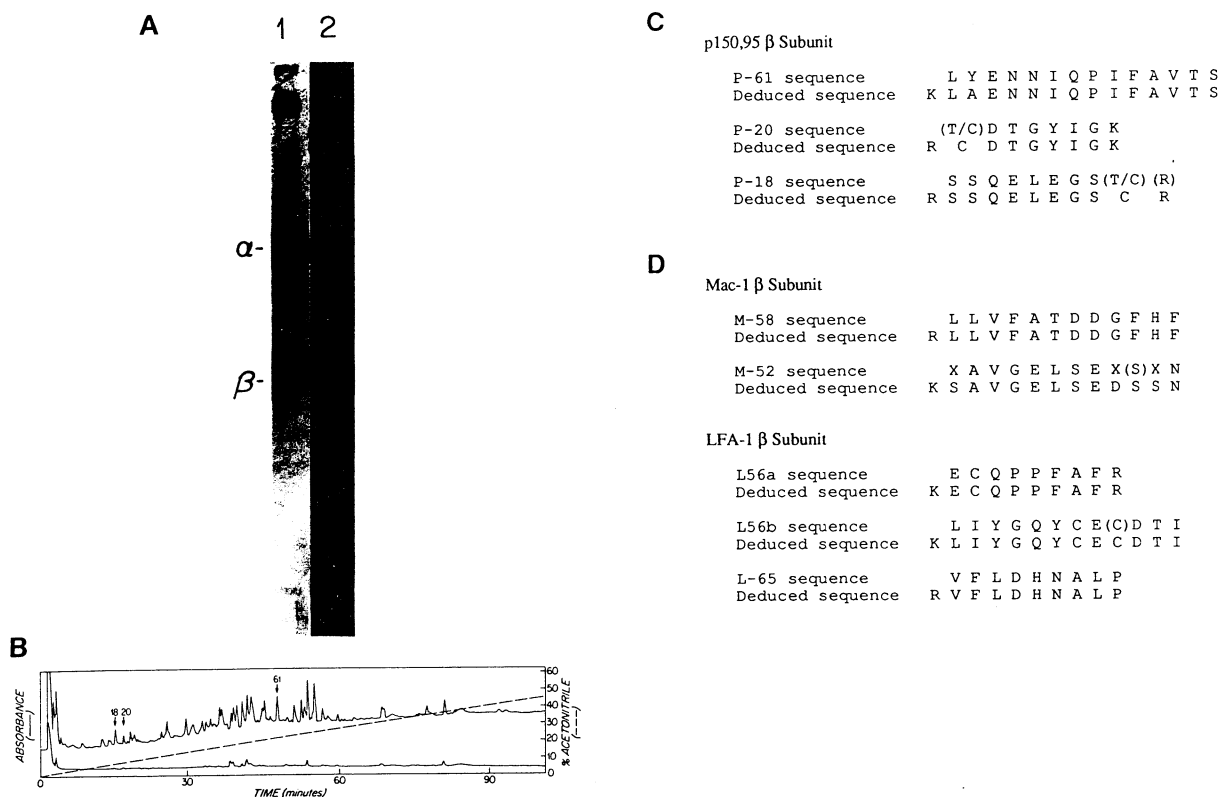 A
1 2
α-
β-
B
ABSORBANCE
(—)
18 20
61
60
50
40
30
20
10
0
% ACETONITRILE
(---)
0 30 60 90
TIME (minutes)
C
p150,95 β Subunit
P-61 sequence L Y E N N I Q P I F A V T S
Deduced sequence K L A E N N I Q P I F A V T S
P-20 sequence (T/C) D T G Y I G K
Deduced sequence R C D T G Y I G K
P-18 sequence S S Q E L E G S (T/C) (R)
Deduced sequence R S S Q E L E G S C R
D
Mac-1 β Subunit
M-58 sequence L L V F A T D D G F H F
Deduced sequence R L L V F A T D D G F H F
M-52 sequence X A V G E L S E X (S) X N
Deduced sequence K S A V G E L S E D S S N
LFA-1 β Subunit
L56a sequence E C Q P P F A F R
Deduced sequence K E C Q P P F A F R
L56b sequence L I Y G Q Y C E (C) D T I
Deduced sequence K L I Y G Q Y C E C D T I
L-65 sequence V F L D H N A L P
Deduced sequence R V F L D H N A L P